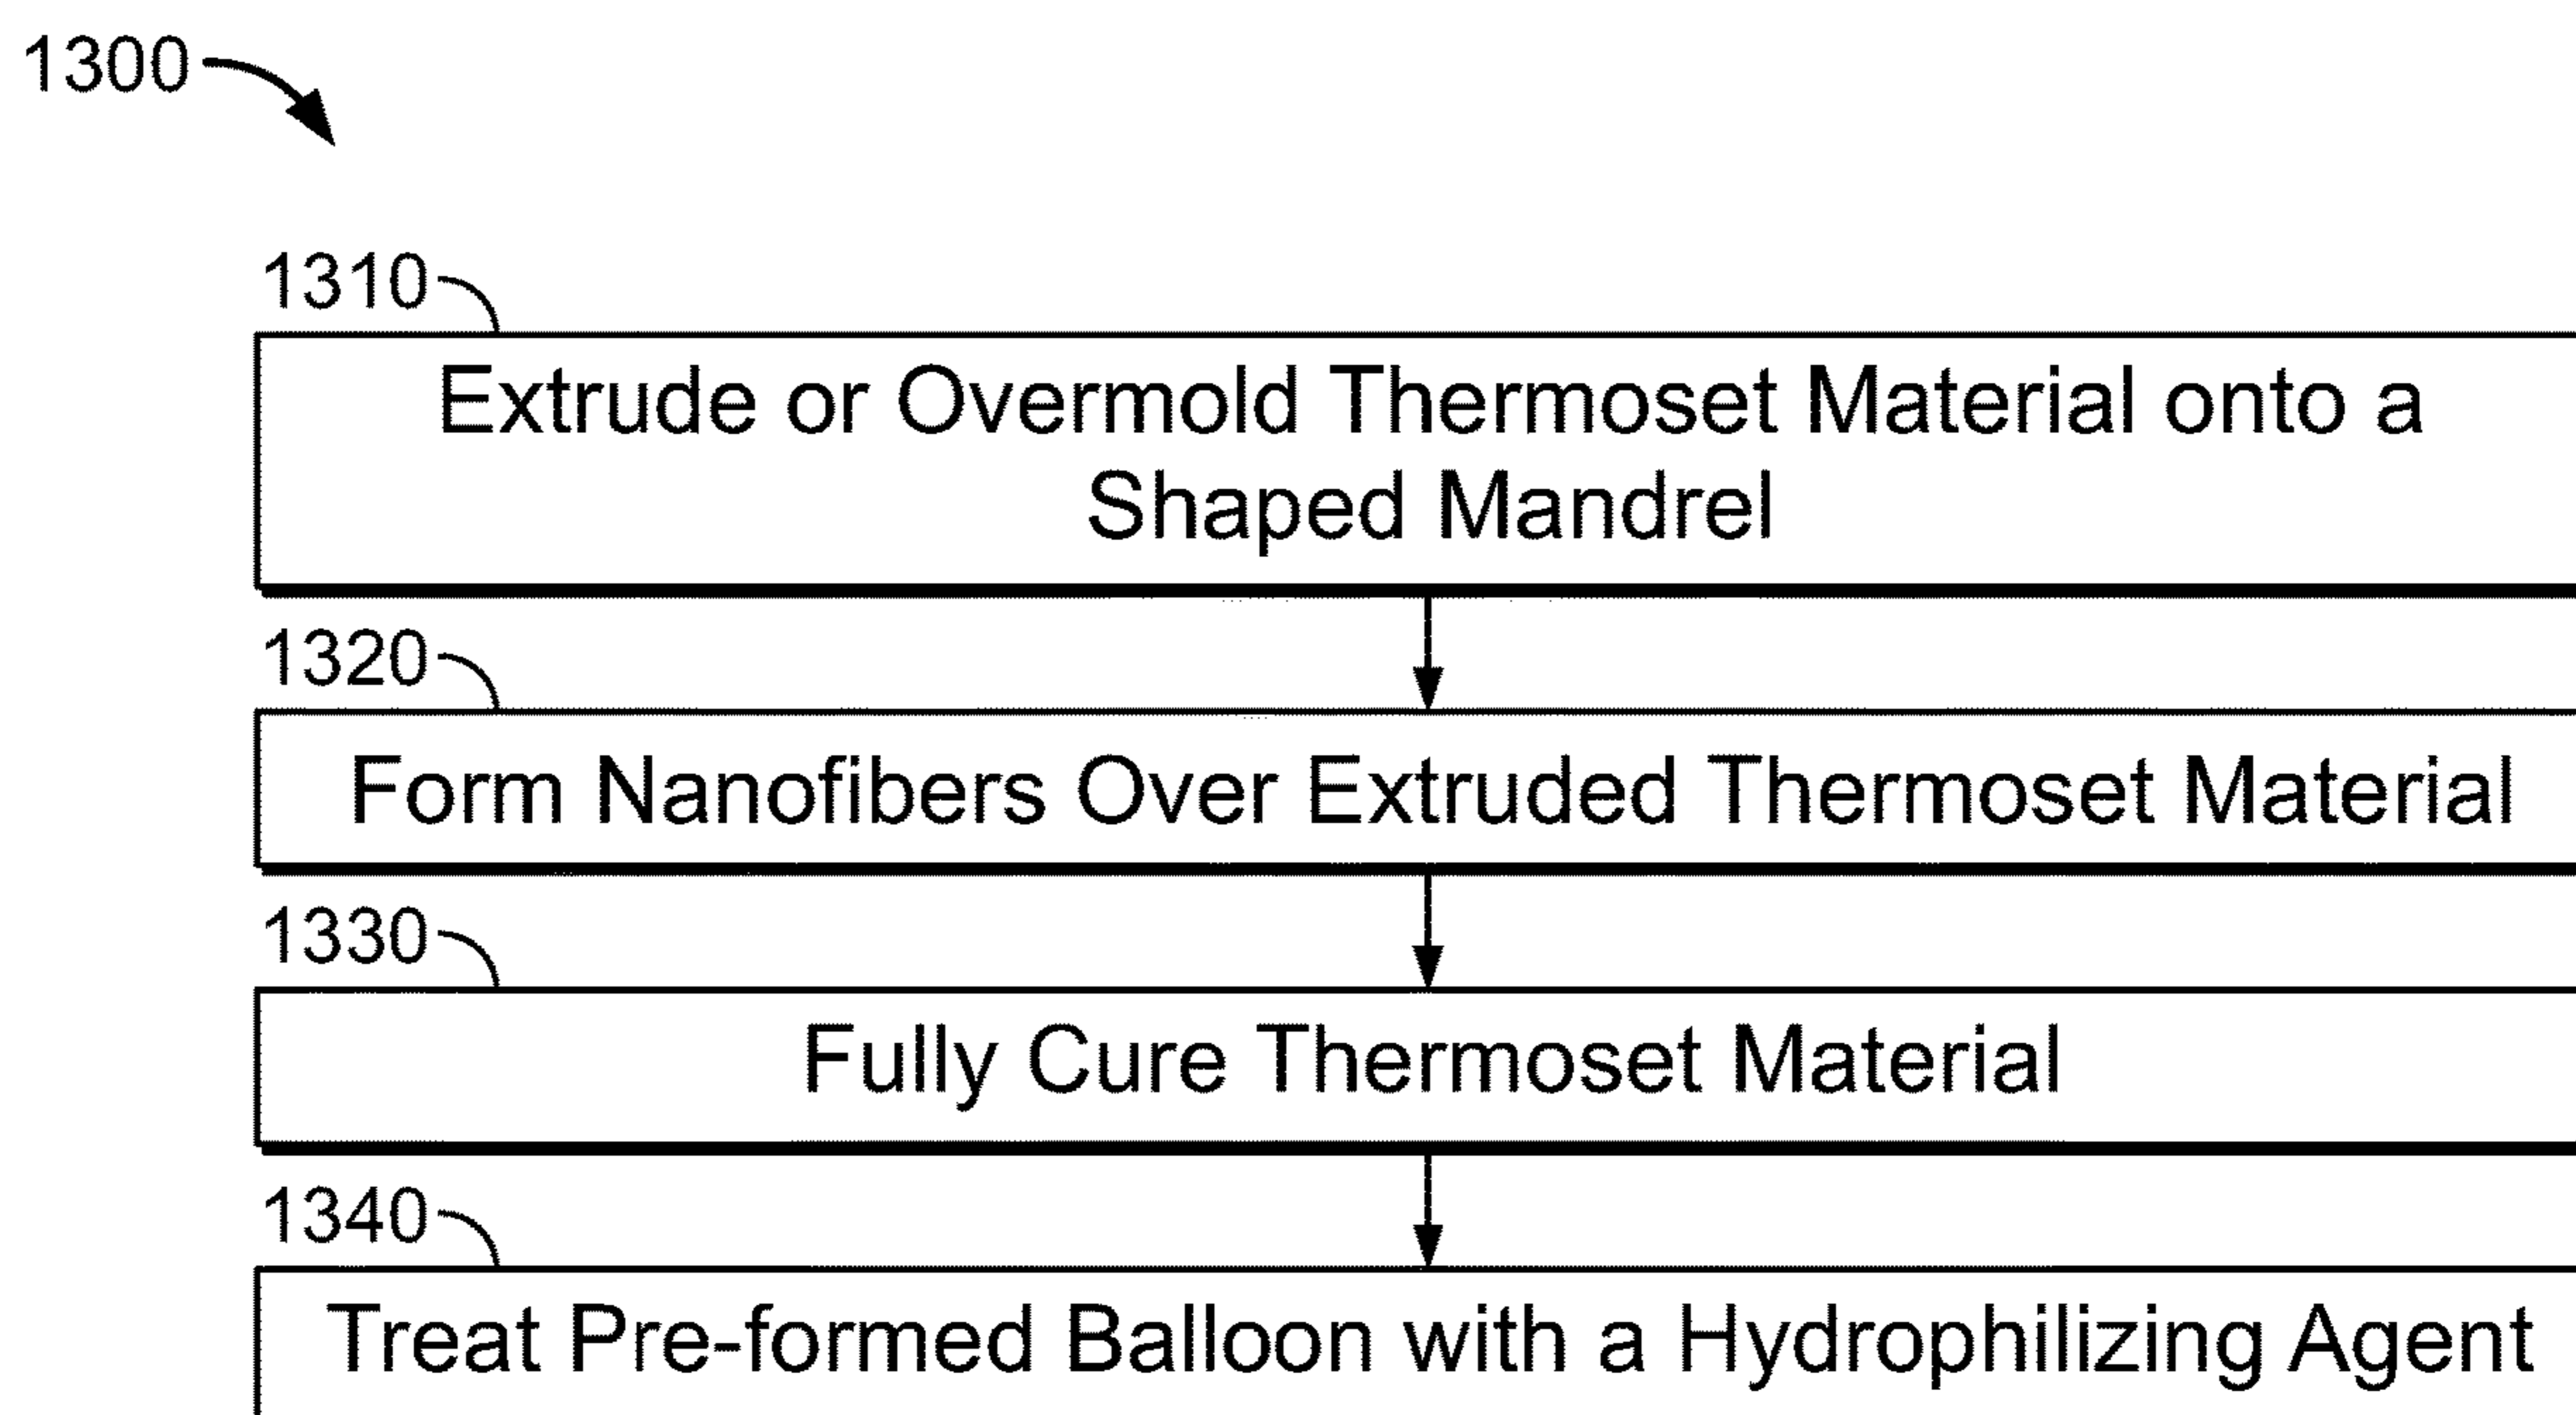 1300
1310
Extrude or Overmold Thermoset Material onto a
Shaped Mandrel
1320
Form Nanofibers Over Extruded Thermoset Material
1330
Fully Cure Thermoset Material
1340
Treat Pre-formed Balloon with a Hydrophilizing Agent